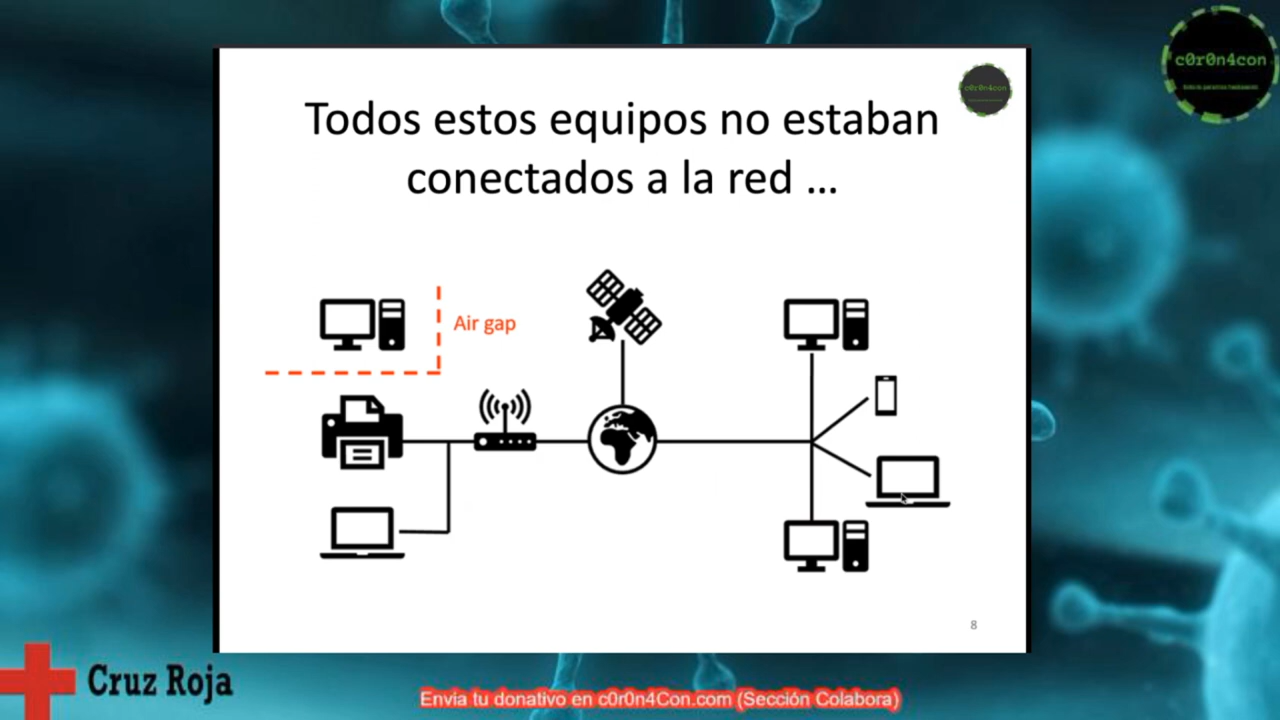 c0r0n4con
c0r0n4con
Todos estos equipos no estaban
conectados a la red ...
Air gap
8
Cruz Roja
Envia tu donativo en c0r0n4Con.com (Sección Colabora)